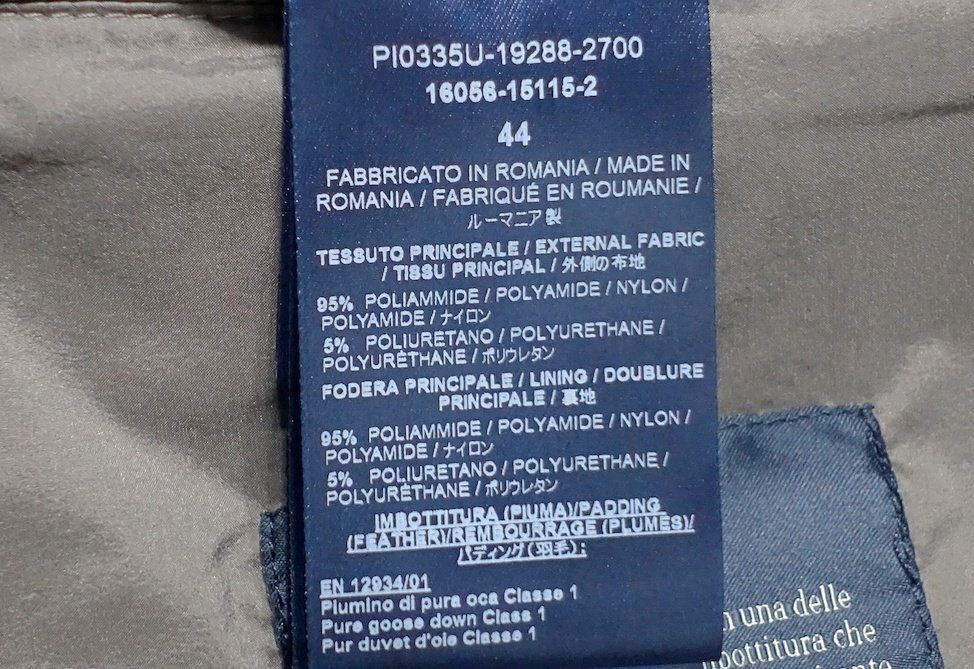 PI0335U-19288-2700
16056-15115-2
44
FABBRICATO IN ROMANIA / MADE IN
ROMANIA / FABRIQUÉ EN ROUMANIE /
ルーマニア製
TESSUTO PRINCIPALE / EXTERNAL FABRIC
/ TISSU PRINCIPAL / 外側の布地
95% POLIAMMIDE / POLYAMIDE / NYLON /
POLYAMIDE / ナイロン
5% POLIURETANO / POLYURETHANE /
POLYURÉTHANE / ポリウレタン
FODERA PRINCIPALE / LINING / DOUBLURE
PRINCIPALE / 裏地
95% POLIAMMIDE / POLYAMIDE / NYLON /
POLYAMIDE / ナイロン
5% POLIURETANO / POLYURETHANE /
POLYURÉTHANE / ポリウレタン
IMBOTTITURA (PIUMA)/PADDING
(FEATHER)/REMBOURRAGE (PLUMES)/
パディング(羽毛):
EN 12934/01
Piumino di pura oca Classe 1
Pure goose down Class 1
Pur duvet d'oie Classe 1
una delle
che